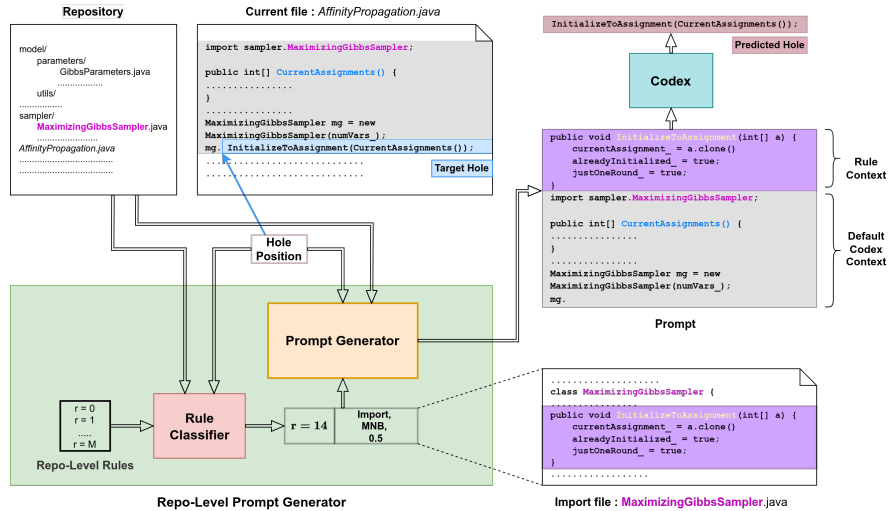 Repository
model/
parameters/
GibbsParameters.java
..................
utils/
.................
sampler/
MaximizingGibbsSampler.java
........................
AffinityPropagation.java
.....................................
.....................................
Current file : AffinityPropagation.java
import sampler.MaximizingGibbsSampler;
public int[] CurrentAssignments() {
................
}
................
MaximizingGibbsSampler mg = new
MaximizingGibbsSampler(numVars_);
mg. InitializeToAssignment(CurrentAssignments());
Target Hole
.............................
.............................
Hole
Position
InitializeToAssignment(CurrentAssignments());
Predicted Hole
Codex
public void InitializeToAssignment(int[] a) {
currentAssignment_ = a.clone()
alreadyInitialized_ = true;
justOneRound_ = true;
}
Rule
Context
import sampler.MaximizingGibbsSampler;
public int[] CurrentAssignments() {
................
}
................
MaximizingGibbsSampler mg = new
MaximizingGibbsSampler(numVars_);
mg.
Default
Codex
Context
Prompt
Prompt Generator
r = 0
r = 1
.....
r = M
Repo-Level Rules
Rule
Classifier
r = 14
Import,
MNB,
0.5
Repo-Level Prompt Generator
....................
class MaximizingGibbsSampler {
................
public void InitializeToAssignment(int[] a) {
currentAssignment_ = a.clone()
alreadyInitialized_ = true;
justOneRound_ = true;
}
..................
Import file : MaximizingGibbsSampler.java